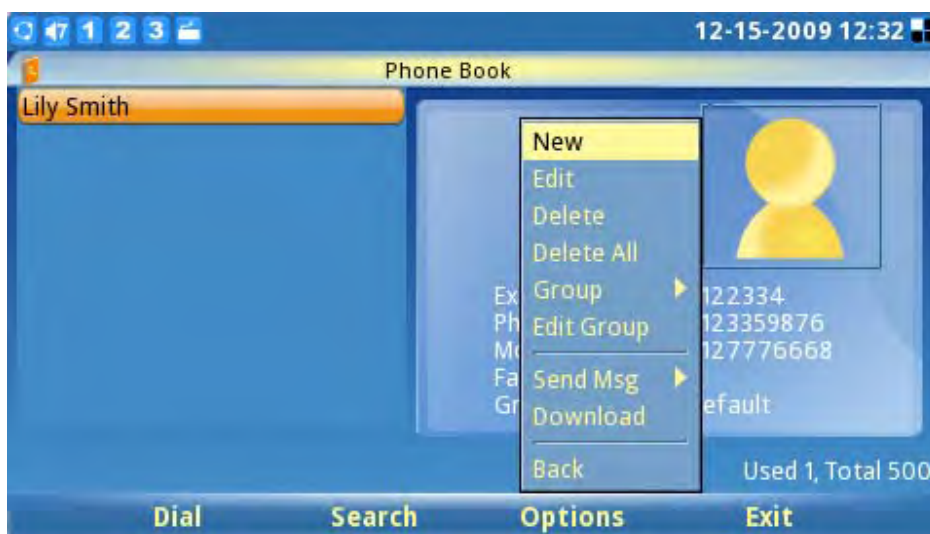 1 2 3 12-15-2009 12:32
Phone Book
Lily Smith
New
Edit
Delete
Delete All
Group
Edit Group
Send Msg
Download
Back
Ex 122334
Ph 123359876
Mo 127776668
Fa
Gr efault
Used 1, Total 500
Dial Search Options Exit